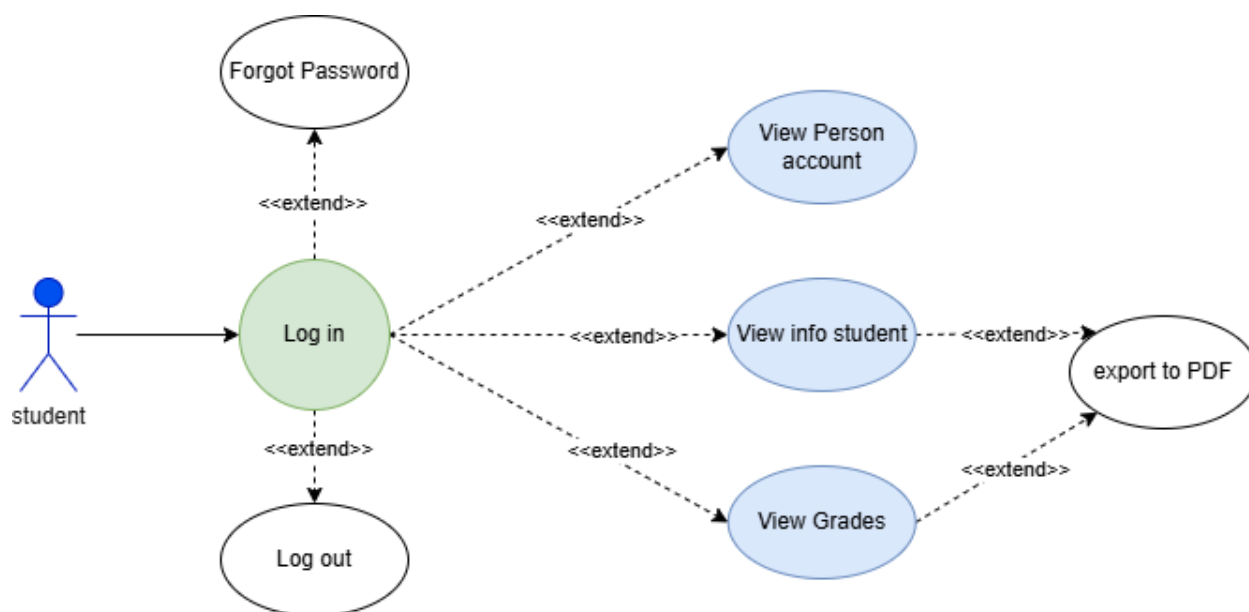 Forgot Password
View Person
account
<<extend>>
<<extend>>
Log in
<<extend>>
View info student
<<extend>>
export to PDF
student
<<extend>>
<<extend>>
<<extend>>
View Grades
Log out